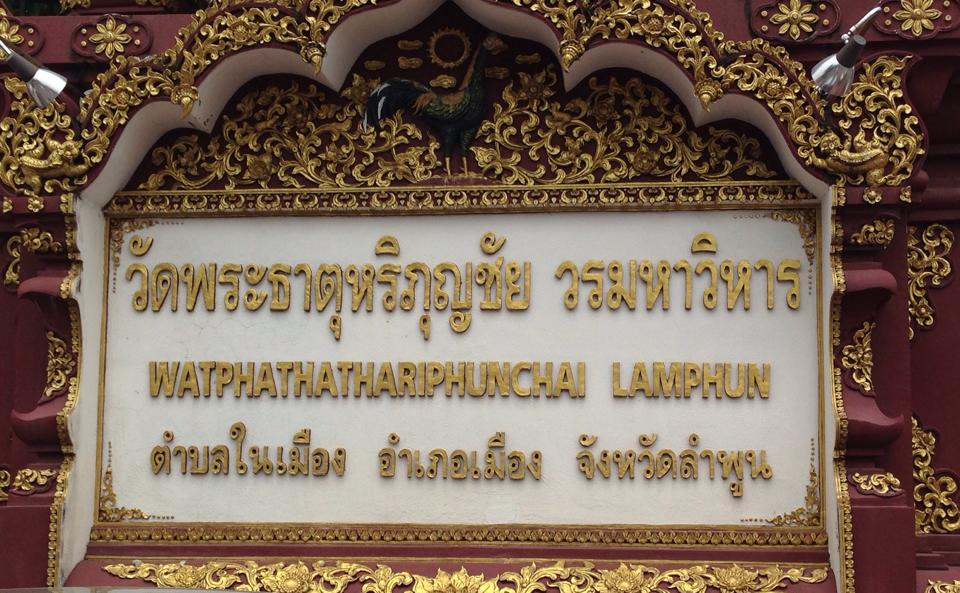 วัดพระธาตุหริภุญชัย วรมหาวิหาร
WATPHATHATHARIPHUNCHAI LAMPHUN
ตำบลในเมือง อำเภอเมือง จังหวัดลำพูน